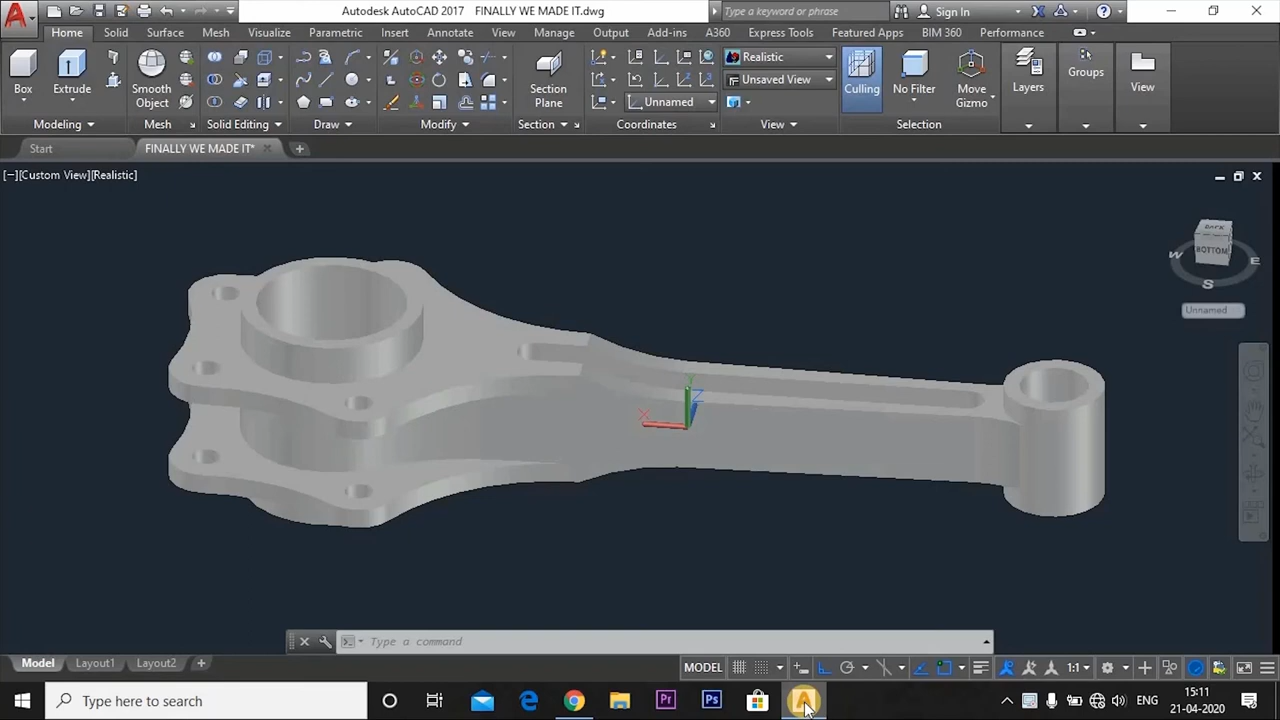 Autodesk AutoCAD 2017 FINALLY WE MADE IT.dwg
Type a keyword or phrase
Sign In
Home Solid Surface Mesh Visualize Parametric Insert Annotate View Manage Output Add-ins A360 Express Tools Featured Apps BIM 360 Performance
Box
Extrude
Smooth Object
Section Plane
Unnamed
Realistic
Unsaved View
Culling
No Filter
Move Gizmo
Layers
Groups
View
Modeling
Mesh
Solid Editing
Draw
Modify
Section
Coordinates
View
Selection
Start
FINALLY WE MADE IT*
[−][Custom View][Realistic]
BACK
BOTTOM
W
E
S
Unnamed
X
Y
Z
Type a command
Model Layout1 Layout2
MODEL
1:1
Type here to search
Pr
Ps
ENG
15:11
21-04-2020